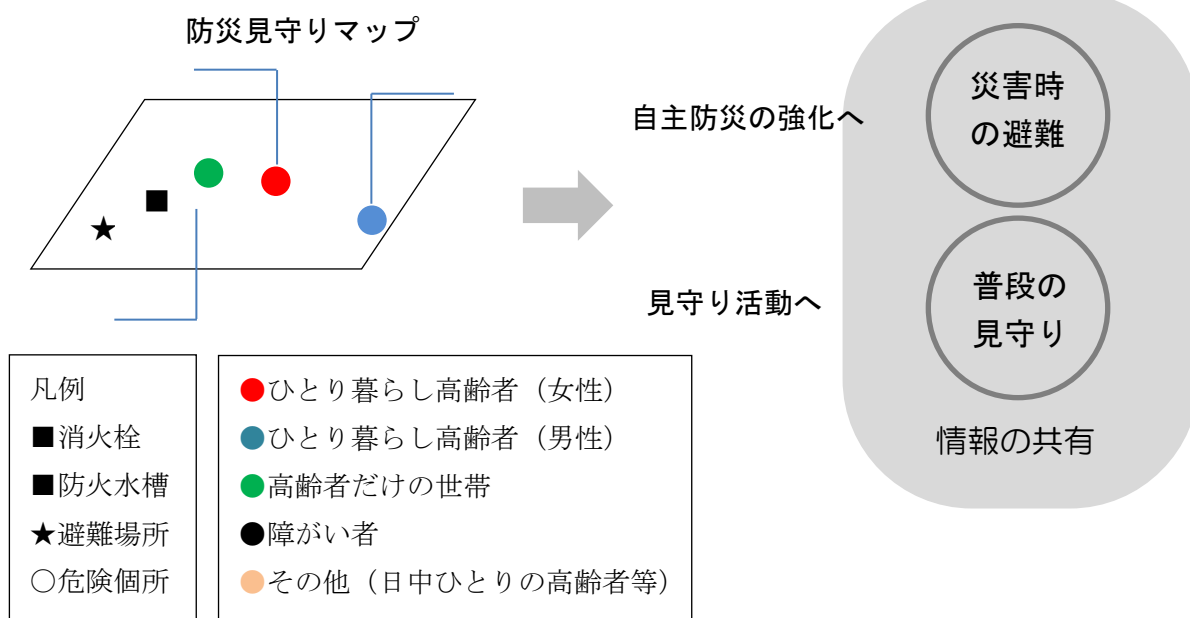 防災見守りマップ
自主防災の強化へ
見守り活動へ
災害時
の避難
普段の
見守り
情報の共有
凡例
■消火栓
■防火水槽
★避難場所
○危険個所
●ひとり暮らし高齢者（女性）
●ひとり暮らし高齢者（男性）
●高齢者だけの世帯
●障がい者
●その他（日中ひとりの高齢者等）